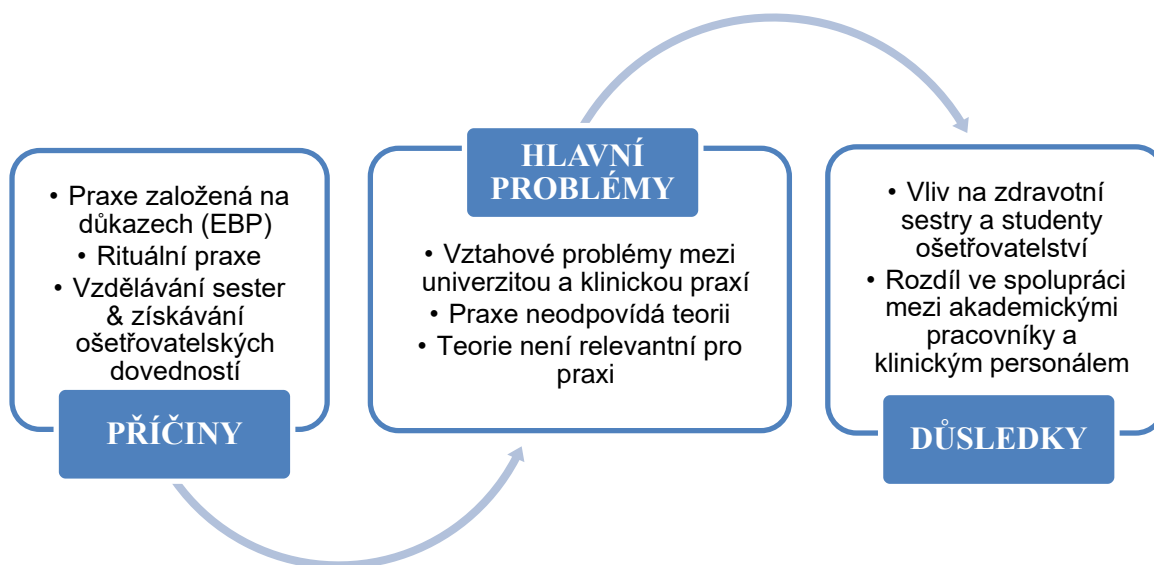 • Praxe založená na
důkazech (EBP)
• Rituální praxe
• Vzdělávání sester
& získávání
ošetřovatelských
dovedností
PŘÍČINY
HLAVNÍ
PROBLÉMY
• Vztahové problémy mezi
univerzitou a klinickou praxí
• Praxe neodpovídá teorii
• Teorie není relevantní pro
praxi
• Vliv na zdravotní
sestry a studenty
ošetřovatelství
• Rozdíl ve spolupráci
mezi akademickými
pracovníky a
klinickým personálem
DŮSLEDKY